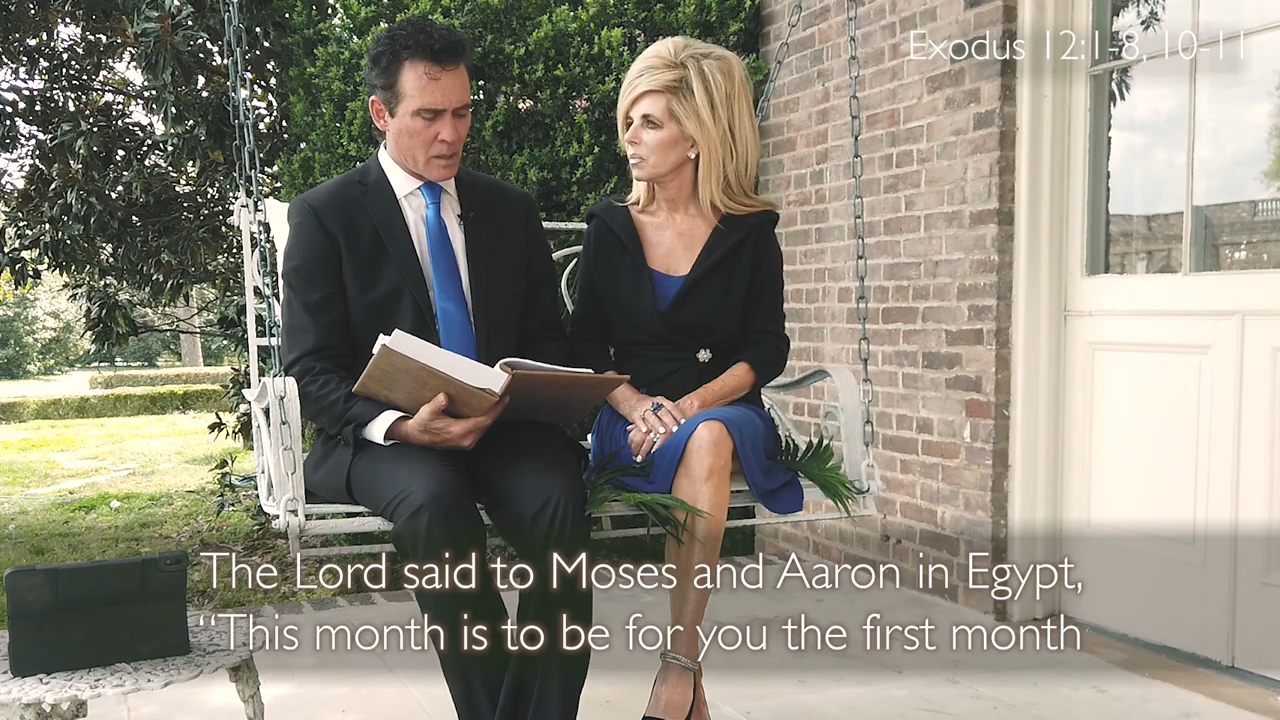 Exodus 12:1-8, 10-11
The Lord said to Moses and Aaron in Egypt,
“This month is to be for you the first month